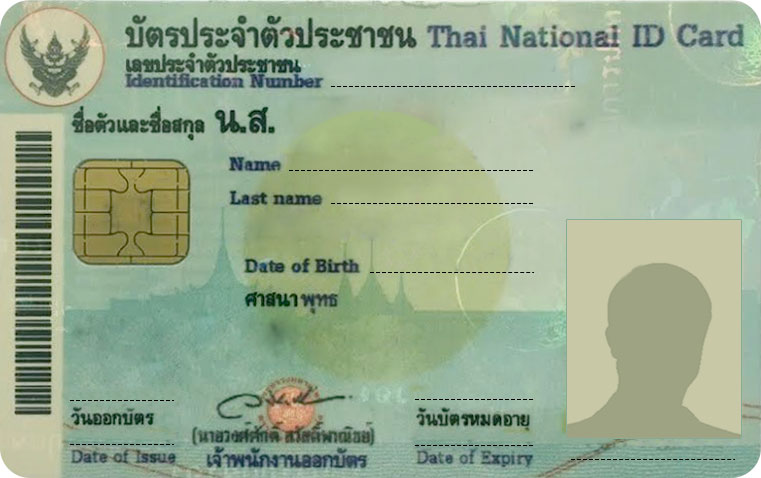 บัตรประจำตัวประชาชน Thai National ID Card
เลขประจำตัวประชาชน
Identification Number
ชื่อตัวและชื่อสกุล น.ส.
Name
Last name
Date of Birth
ศาสนา พุทธ
วันออกบัตร
วันบัตรหมดอายุ
(นายวงศ์ศักดิ์ สวัสดิ์พาณิชย์)
Date of Issue
เจ้าพนักงานออกบัตร
Date of Expiry